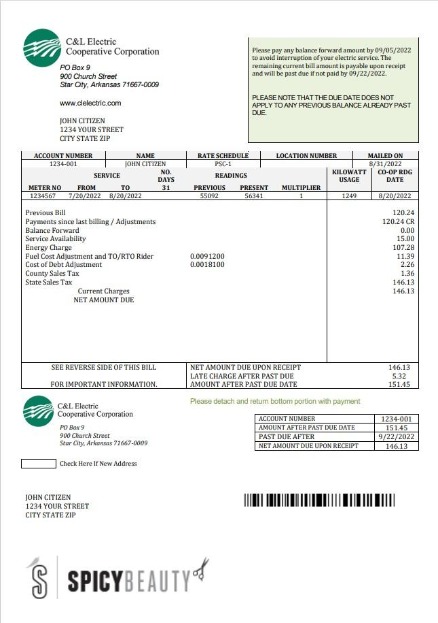 C&L Electric
Cooperative Corporation
PO Box 9
900 Church Street
Star City, Arkansas 71667-0009
www.clelectric.com
JOHN CITIZEN
1234 YOUR STREET
CITY STATE ZIP
Please pay any balance forward amount by 09/05/2022
to avoid interruption of your electric service. The
remaining current bill amount is payable upon receipt
and will be past due if not paid by 09/22/2022.
PLEASE NOTE THAT THE DUE DATE DOES NOT
APPLY TO ANY PREVIOUS BALANCE ALREADY PAST
DUE.
ACCOUNT NUMBER NAME RATE SCHEDULE LOCATION NUMBER MAILED ON
1234-001 JOHN CITIZEN PSC-1 8/31/2022
SERVICE NO. DAYS READINGS KILOWATT USAGE CO-OP RDG DATE
METER NO FROM TO 31 PREVIOUS PRESENT MULTIPLIER
1234567 7/20/2022 8/20/2022 55092 56341 1 1249 8/20/2022
Previous Bill 120.24
Payments since last billing / Adjustments 120.24 CR
Balance Forward 0.00
Service Availability 15.00
Energy Charge 107.28
Fuel Cost Adjustment and TO/RTO Rider 0.0091200 11.39
Cost of Debt Adjustment 0.0018100 2.26
County Sales Tax 1.36
State Sales Tax 146.13
Current Charges 146.13
NET AMOUNT DUE
SEE REVERSE SIDE OF THIS BILL NET AMOUNT DUE UPON RECEIPT 146.13
LATE CHARGE AFTER PAST DUE 5.32
FOR IMPORTANT INFORMATION. AMOUNT AFTER PAST DUE DATE 151.45
Please detach and return bottom portion with payment
C&L Electric
Cooperative Corporation
PO Box 9
900 Church Street
Star City, Arkansas 71667-0009
ACCOUNT NUMBER 1234-001
AMOUNT AFTER PAST DUE DATE 151.45
PAST DUE AFTER 9/22/2022
NET AMOUNT DUE UPON RECEIPT 146.13
Check Here If New Address
JOHN CITIZEN
1234 YOUR STREET
CITY STATE ZIP
S SPICYBEAUTY